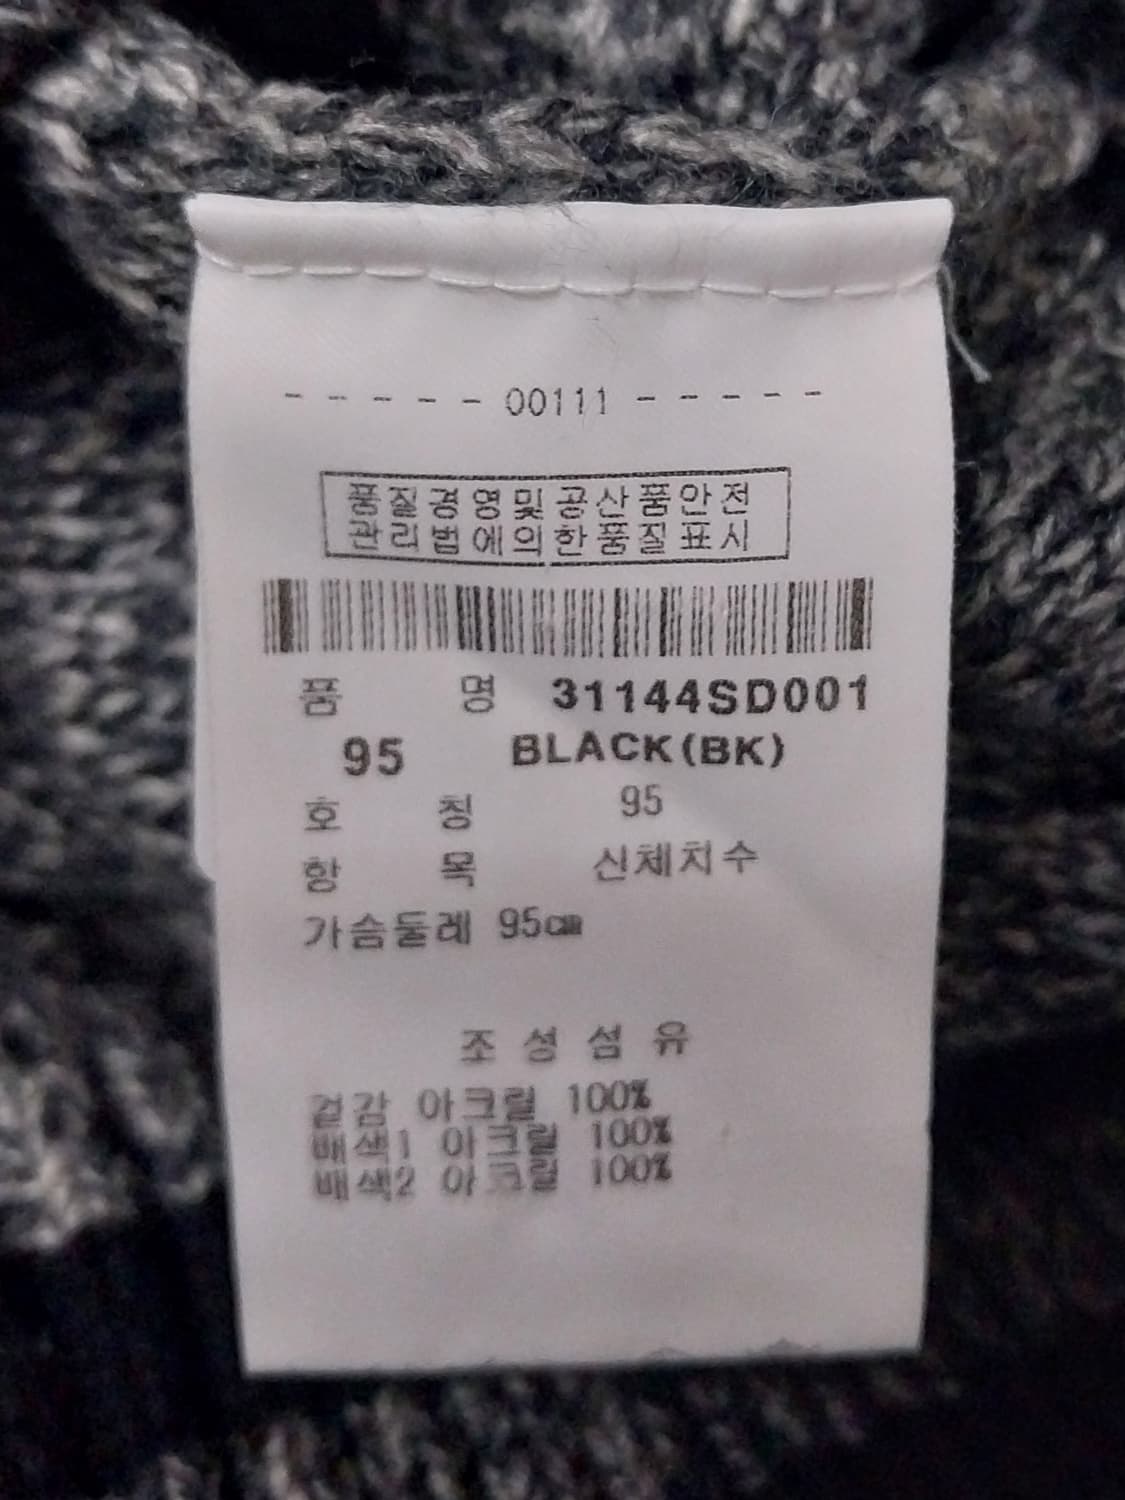 - - - - - 00111 - - - - -
품질경영및공산품안전
관리법에의한품질표시
품 명 31144SD001
95 BLACK(BK)
호 칭 95
항 목 신체치수
가슴둘레 95㎝
조성섬유
겉감 아크릴 100%
배색1 아크릴 100%
배색2 아크릴 100%